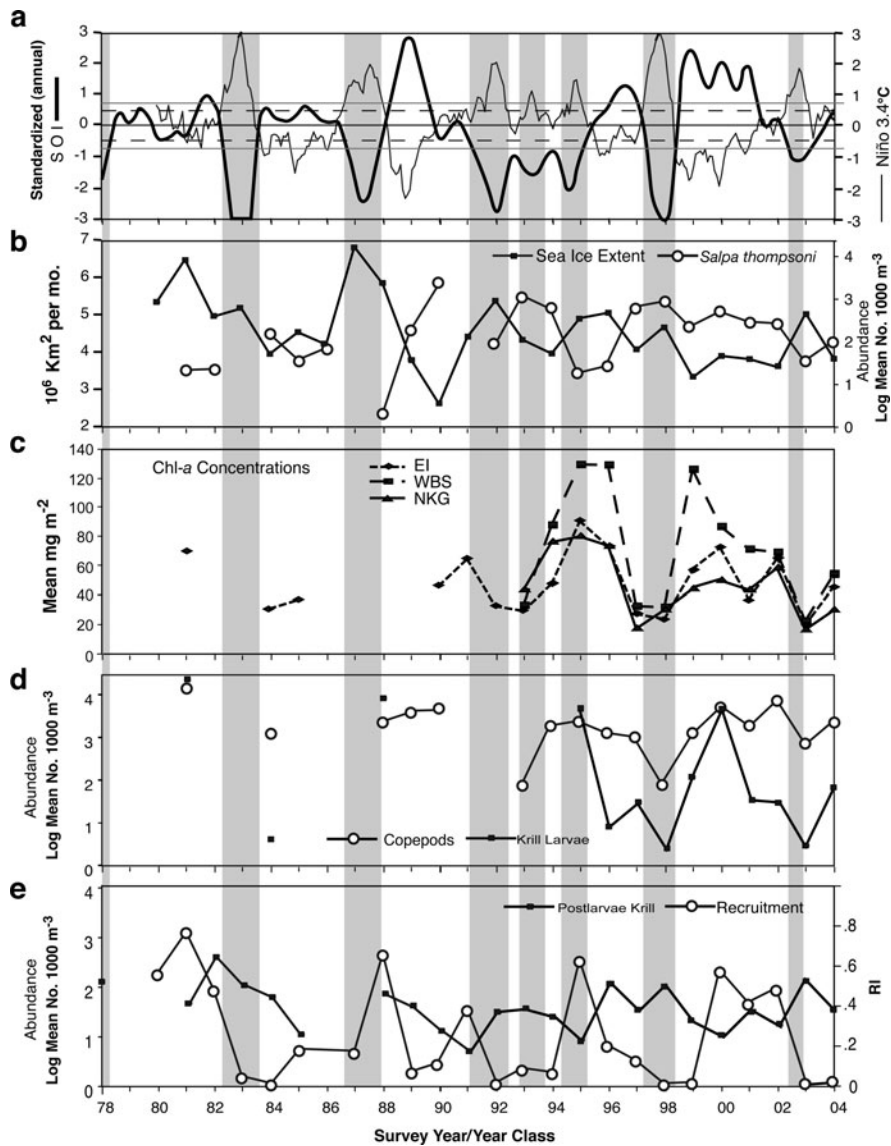 a
Standardized (annual)
SOI
3
2
1
0
-1
-2
-3
3
2
1
0
-1
-2
-3
Niño 3.4°C
b
10⁶ Km² per mo.
7
6
5
4
3
2
Sea Ice Extent
Salpa thompsoni
4
3
2
1
0
Abundance
Log Mean No. 1000 m⁻³
c
Mean mg m⁻²
140
120
100
80
60
40
20
0
Chl-a Concentrations
EI
WBS
NKG
d
Abundance
Log Mean No. 1000 m⁻³
4
3
2
1
0
Copepods
Krill Larvae
e
Abundance
Log Mean No. 1000 m⁻³
4
3
2
1
0
Postlarvae Krill
Recruitment
.8
.6
.4
.2
0
RI
78 80 82 84 86 88 90 92 94 96 98 00 02 04
Survey Year/Year Class